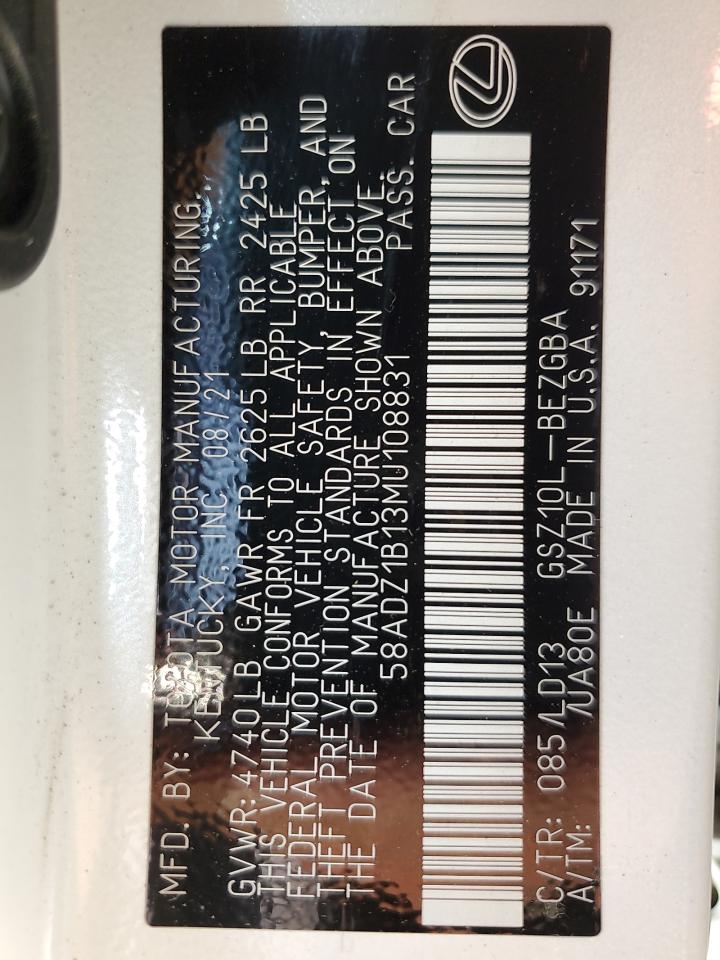 MFD. BY: TOYOTA MOTOR MANUFACTURING,
KENTUCKY, INC 08/21
GVWR: 4740 LB GAWR FR 2625 LB RR 2425 LB
THIS VEHICLE CONFORMS TO ALL APPLICABLE
FEDERAL MOTOR VEHICLE SAFETY, BUMPER, AND
THEFT PREVENTION STANDARDS IN EFFECT ON
THE DATE OF MANUFACTURE SHOWN ABOVE.
58ADZ1B13MU108831 PASS. CAR
C/TR: 085/LD13 GSZ10L-BEZGBA
A/TM: /UA80E MADE IN U.S.A. 91171